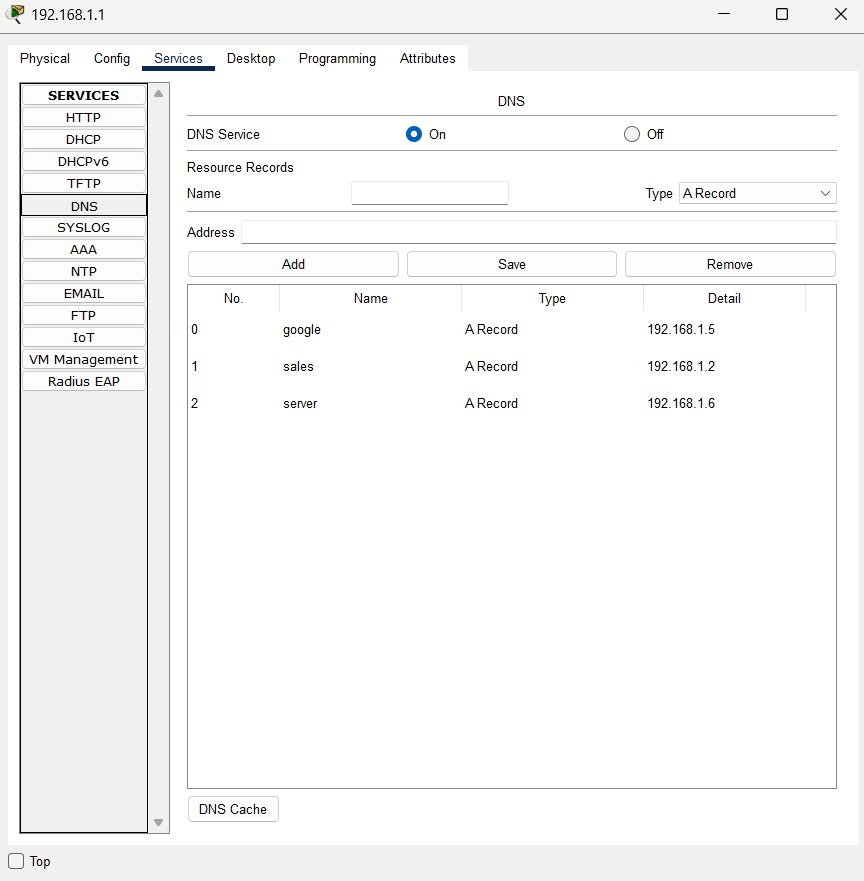 192.168.1.1
Physical Config Services Desktop Programming Attributes
SERVICES
HTTP
DHCP
DHCPv6
TFTP
DNS
SYSLOG
AAA
NTP
EMAIL
FTP
IoT
VM Management
Radius EAP
DNS
DNS Service On Off
Resource Records
Name Type A Record
Address
Add Save Remove
No. Name Type Detail
0 google A Record 192.168.1.5
1 sales A Record 192.168.1.2
2 server A Record 192.168.1.6
DNS Cache
Top